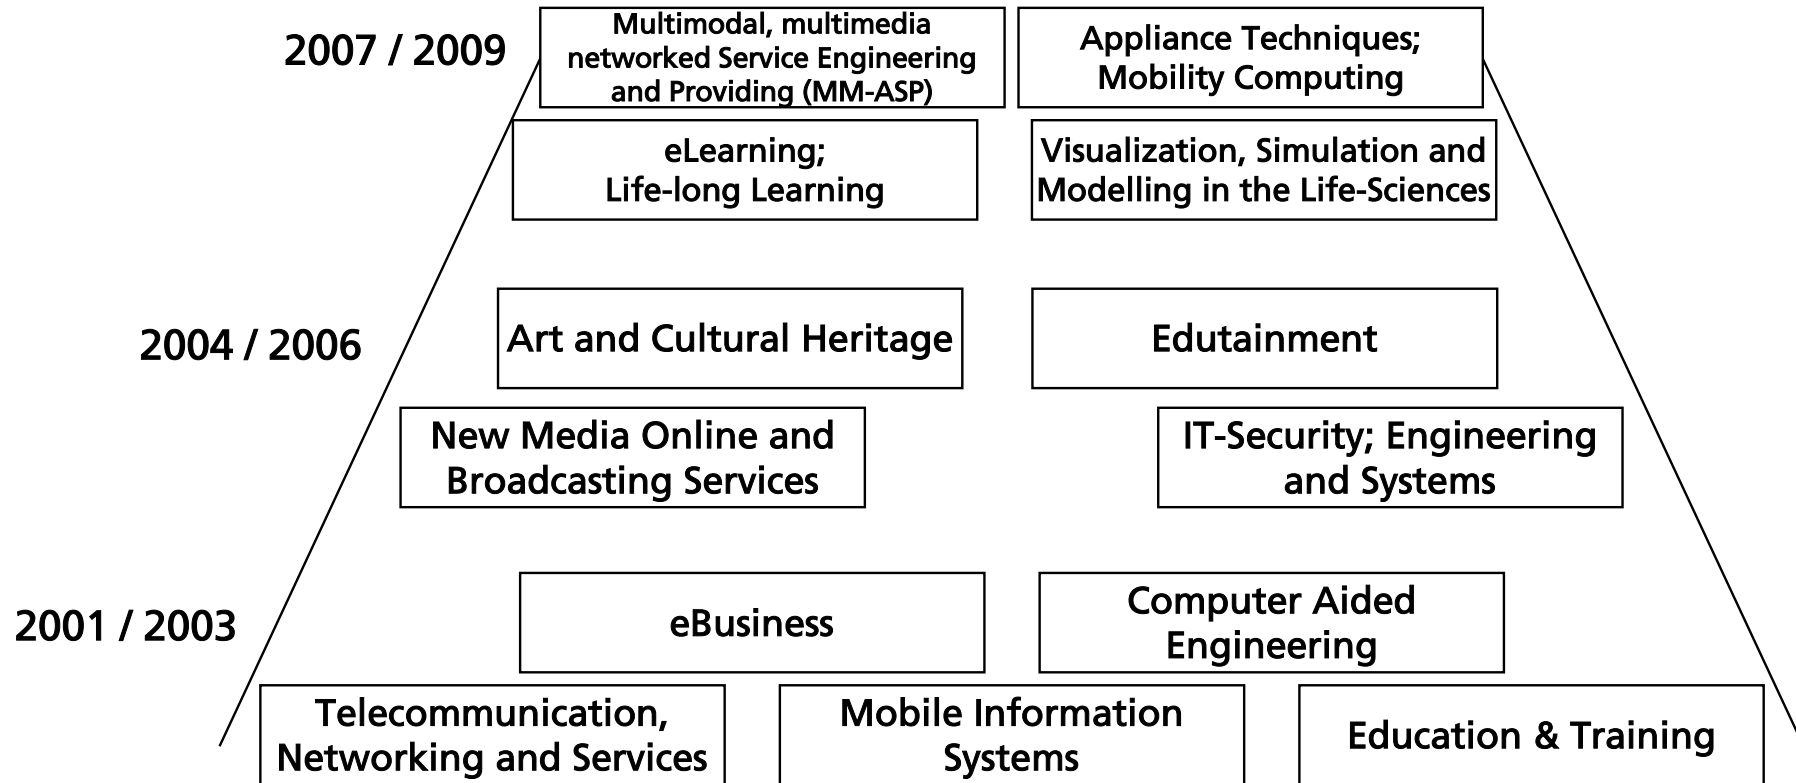 2007 / 2009
Multimodal, multimedia
networked Service Engineering
and Providing (MM-ASP)
Appliance Techniques;
Mobility Computing
eLearning;
Life-long Learning
Visualization, Simulation and
Modelling in the Life-Sciences
2004 / 2006
Art and Cultural Heritage
Edutainment
New Media Online and
Broadcasting Services
IT-Security; Engineering
and Systems
2001 / 2003
eBusiness
Computer Aided
Engineering
Telecommunication,
Networking and Services
Mobile Information
Systems
Education & Training